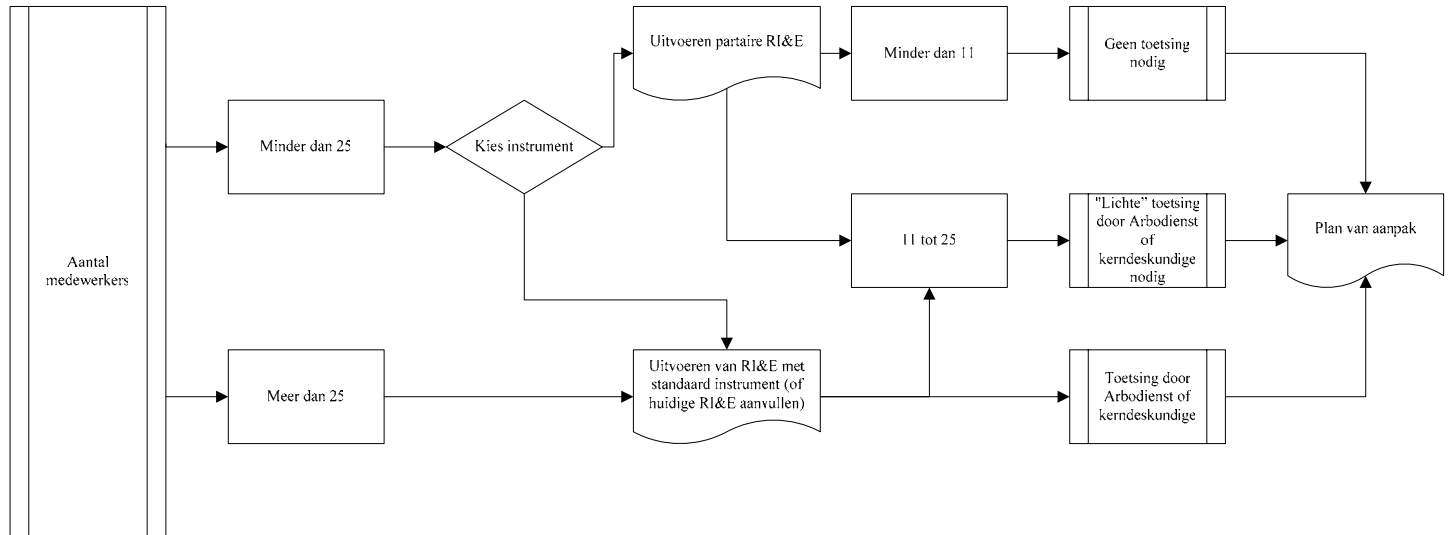 Uitvoeren partaire RI&E
Minder dan 11
Geen toetsing
nodig
Minder dan 25
Kies instrument
Aantal
medewerkers
11 tot 25
"Lichte” toetsing
door Arbodienst
of
kerndeskundige
nodig
Plan van aanpak
Meer dan 25
Uitvoeren van RI&E met
standaard instrument (of
huidige RI&E aanvullen)
Toetsing door
Arbodienst of
kerndeskundige